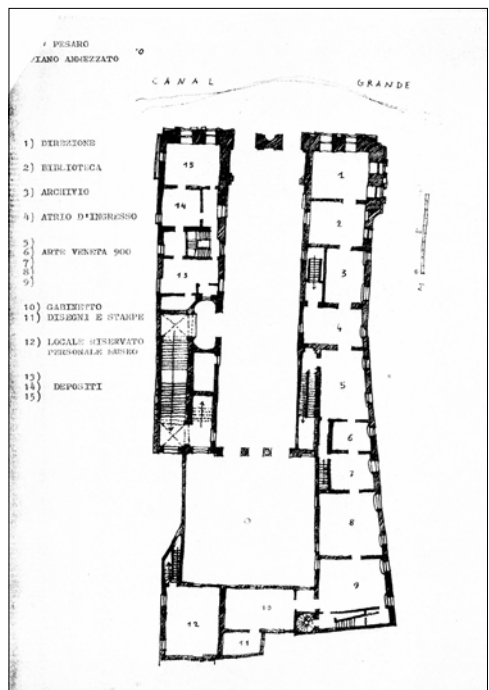 PESARO
PIANO AMMEZZATO
CANAL GRANDE
1) DIREZIONE
2) BIBLIOTECA
3) ARCHIVIO
4) ATRIO D'INGRESSO
5)
6) ARTE VENETA 900
7)
8)
9)
10) GABINETTO
11) DISEGNI E STAMPE
12) LOCALE RISERVATO
PERSONALE MUSEO
13)
14) DEPOSITI
15)
15
1
14
2
3
13
4
5
6
7
8
9
10
12
11